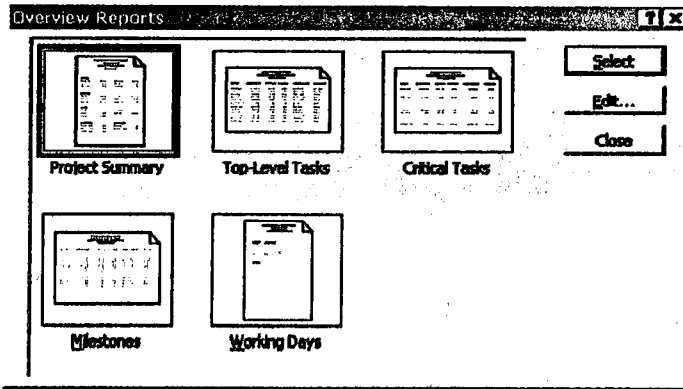 Overview Reports
Select
Edit...
Close
Project Summary
Top-Level Tasks
Critical Tasks
Milestones
Working Days